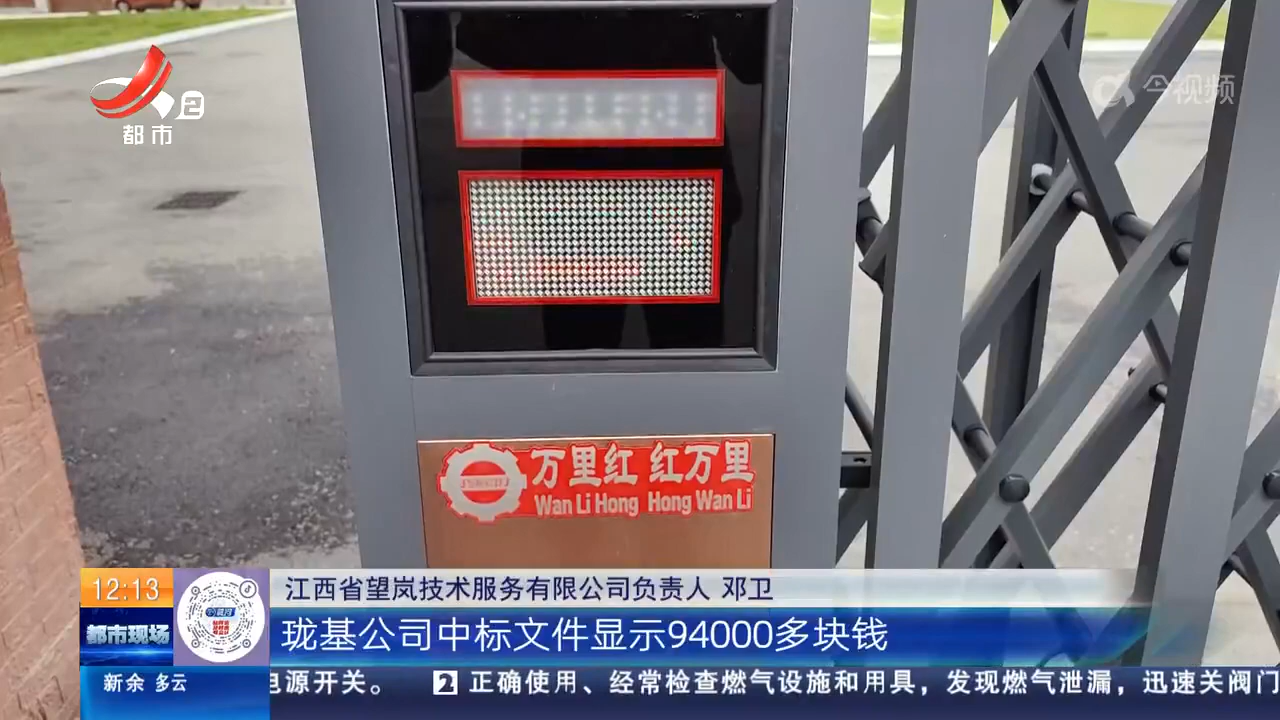 2
都市
今视频
万里红 红万里
Wan Li Hong Hong Wan Li
12:13
江西省望岚技术服务有限公司负责人 邓卫
都市现场
珑基公司中标文件显示94000多块钱
新余 多云
电源开关。 2 正确使用、经常检查燃气设施和用具，发现燃气泄漏，迅速关阀门